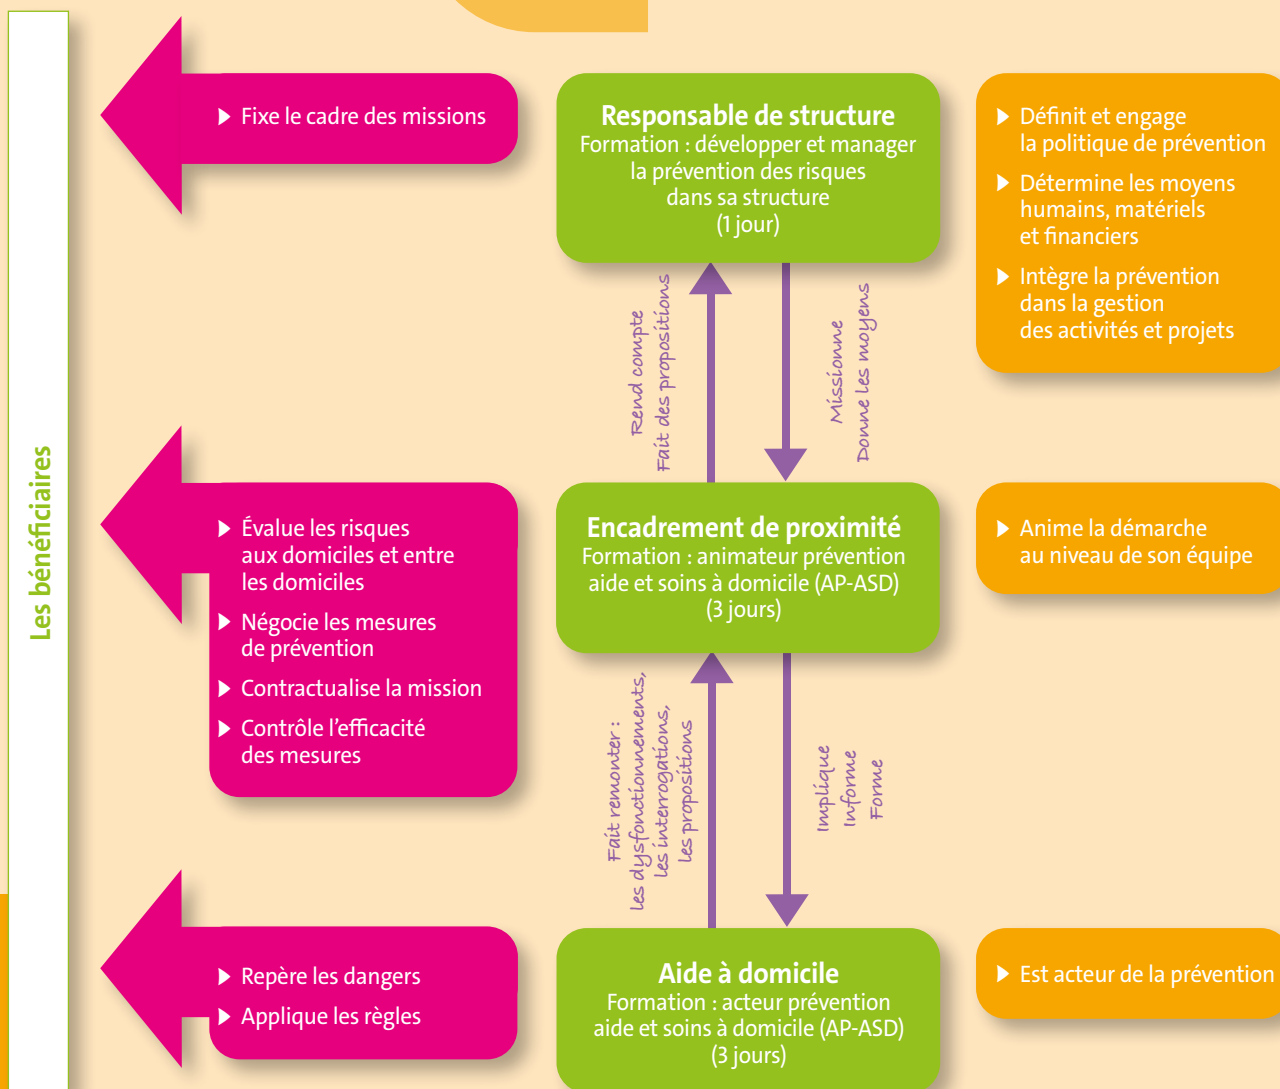 Les bénéficiaires
▶ Fixe le cadre des missions
Responsable de structure
Formation : développer et manager
la prévention des risques
dans sa structure
(1 jour)
▶ Définit et engage
la politique de prévention
▶ Détermine les moyens
humains, matériels
et financiers
▶ Intègre la prévention
dans la gestion
des activités et projets
Rend compte
Fait des propositions
Missionne
Donne les moyens
▶ Évalue les risques
aux domiciles et entre
les domiciles
▶ Négocie les mesures
de prévention
▶ Contractualise la mission
▶ Contrôle l’efficacité
des mesures
Encadrement de proximité
Formation : animateur prévention
aide et soins à domicile (AP-ASD)
(3 jours)
▶ Anime la démarche
au niveau de son équipe
Fait remonter :
les dysfonctionnements,
les interrogations,
les propositions
Implique
Informe
Forme
▶ Repère les dangers
▶ Applique les règles
Aide à domicile
Formation : acteur prévention
aide et soins à domicile (AP-ASD)
(3 jours)
▶ Est acteur de la prévention